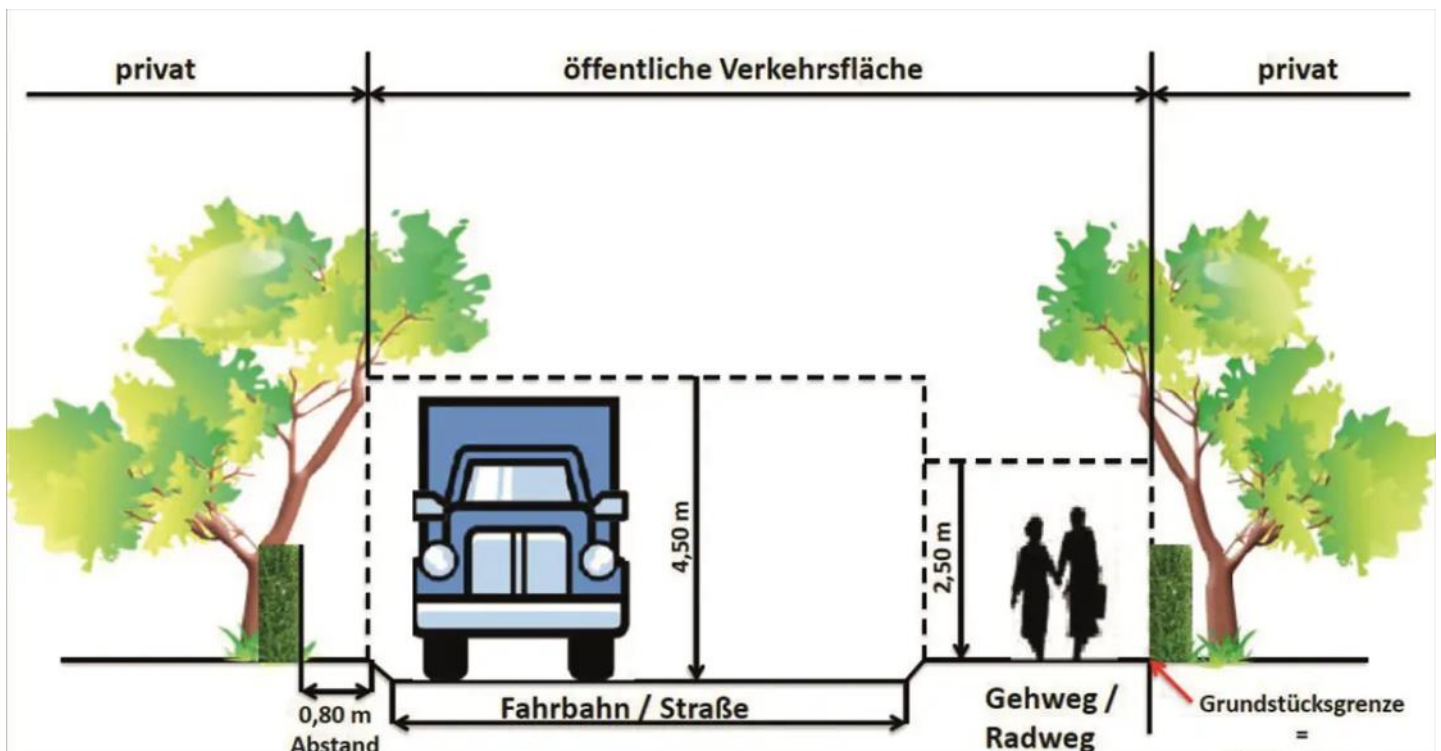 privat
öffentliche Verkehrsfläche
privat
4,50 m
2,50 m
0,80 m
Abstand
Fahrbahn / Straße
Gehweg /
Radweg
Grundstücksgrenze
=